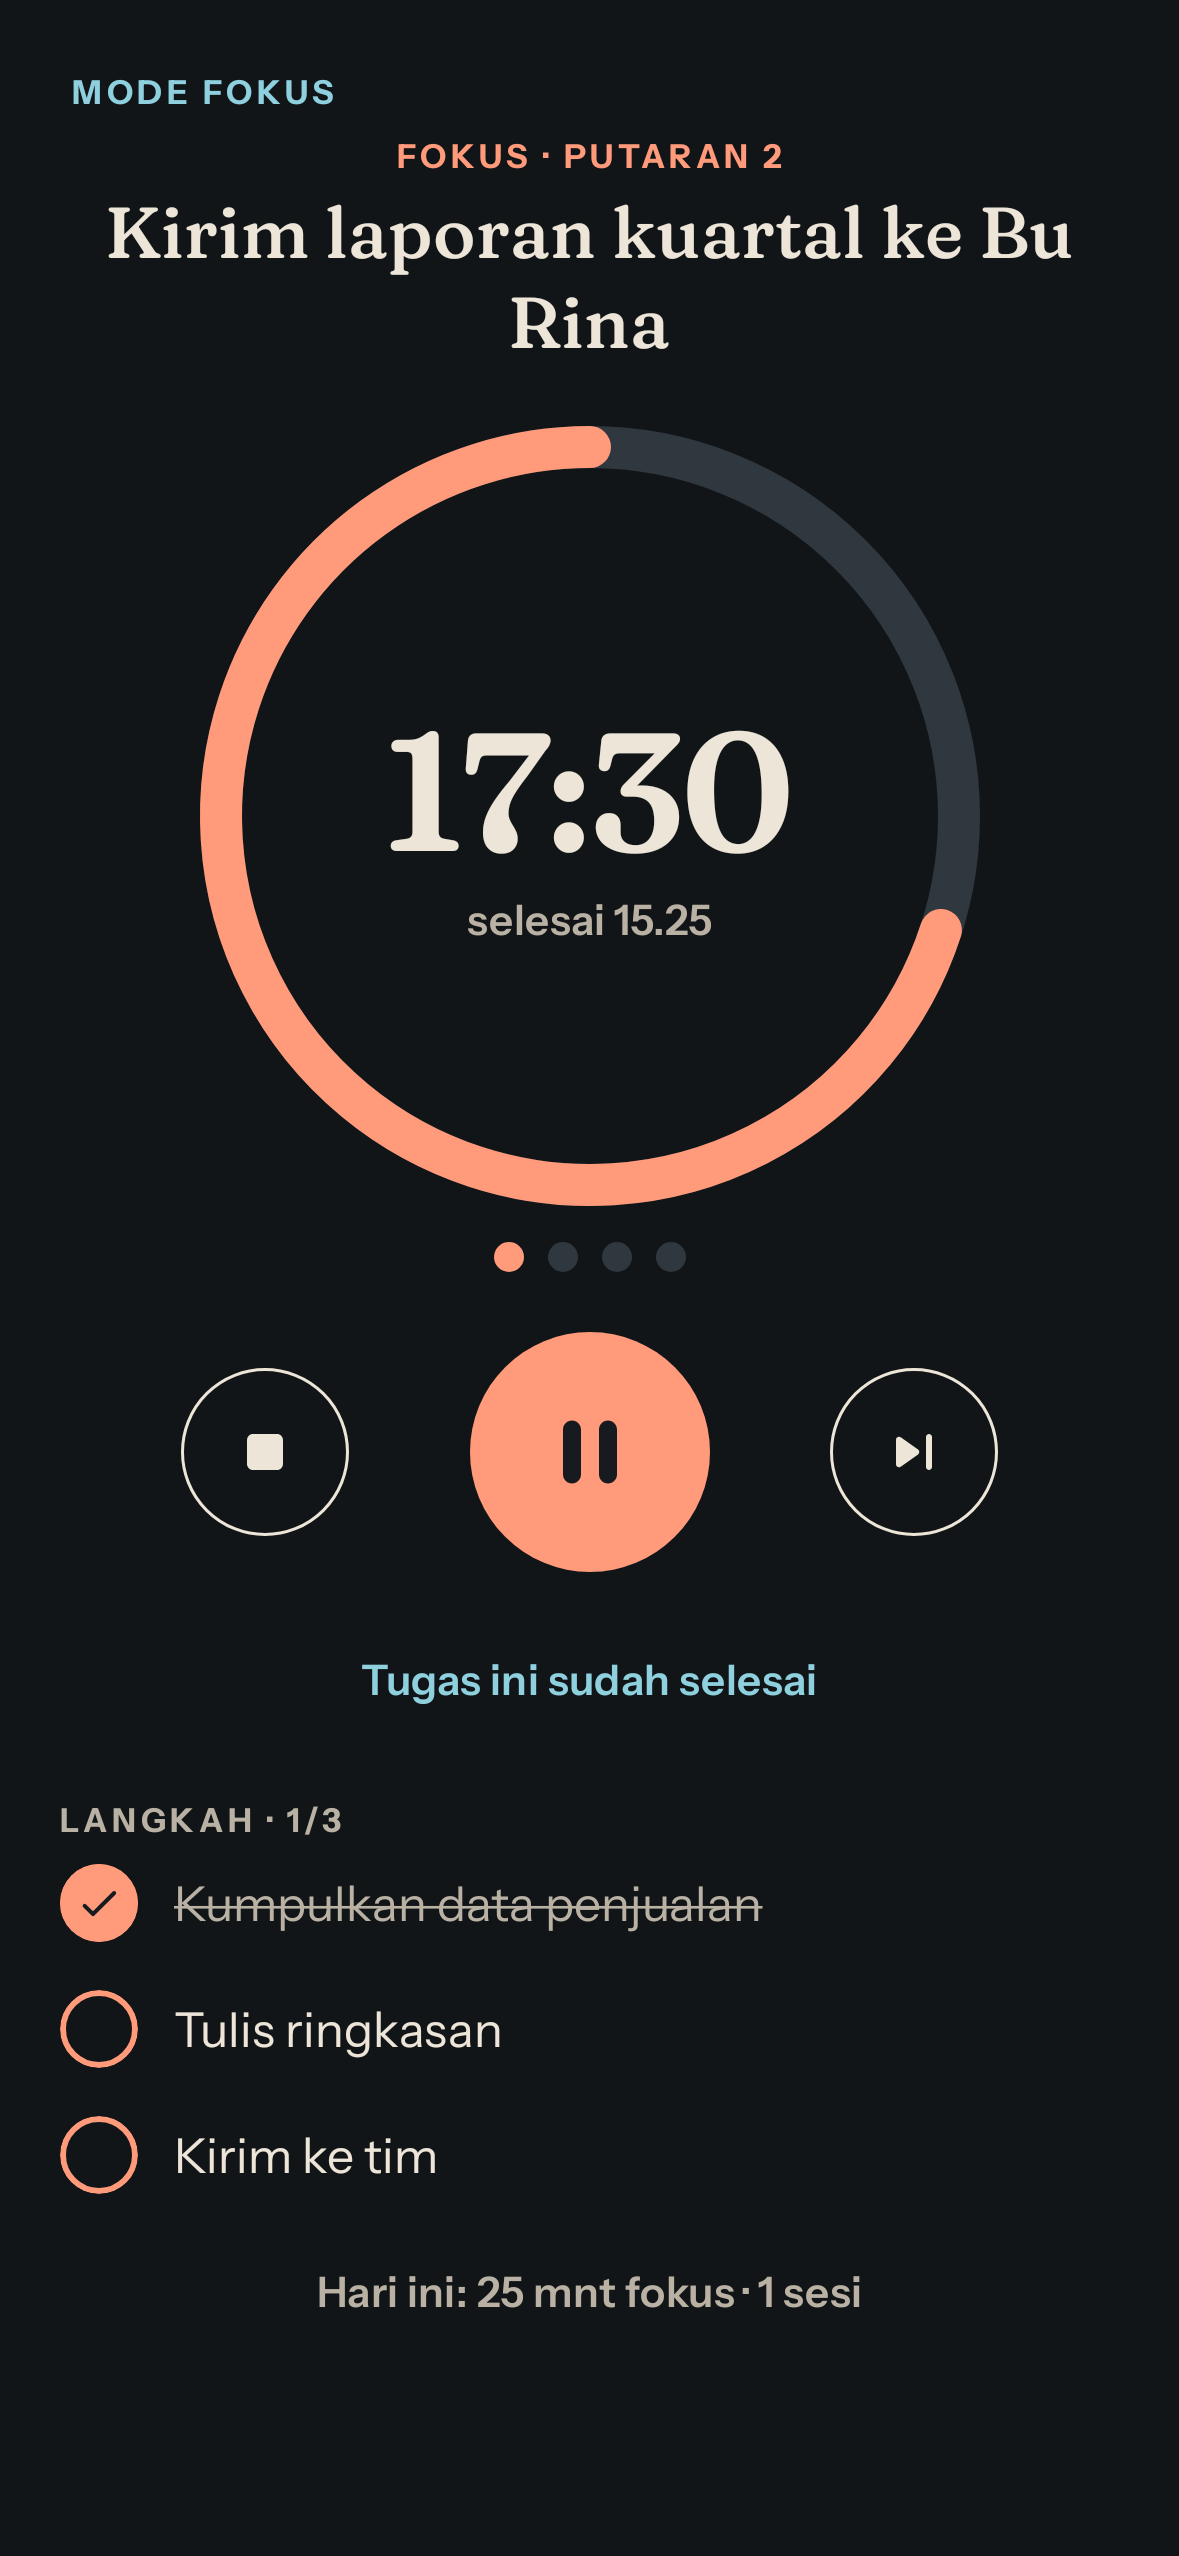 MODE FOKUS
FOKUS · PUTARAN 2
Kirim laporan kuartal ke Bu
Rina
17:30
selesai 15.25
Tugas ini sudah selesai
LANGKAH · 1/3
Kumpulkan data penjualan
Tulis ringkasan
Kirim ke tim
Hari ini: 25 mnt fokus · 1 sesi